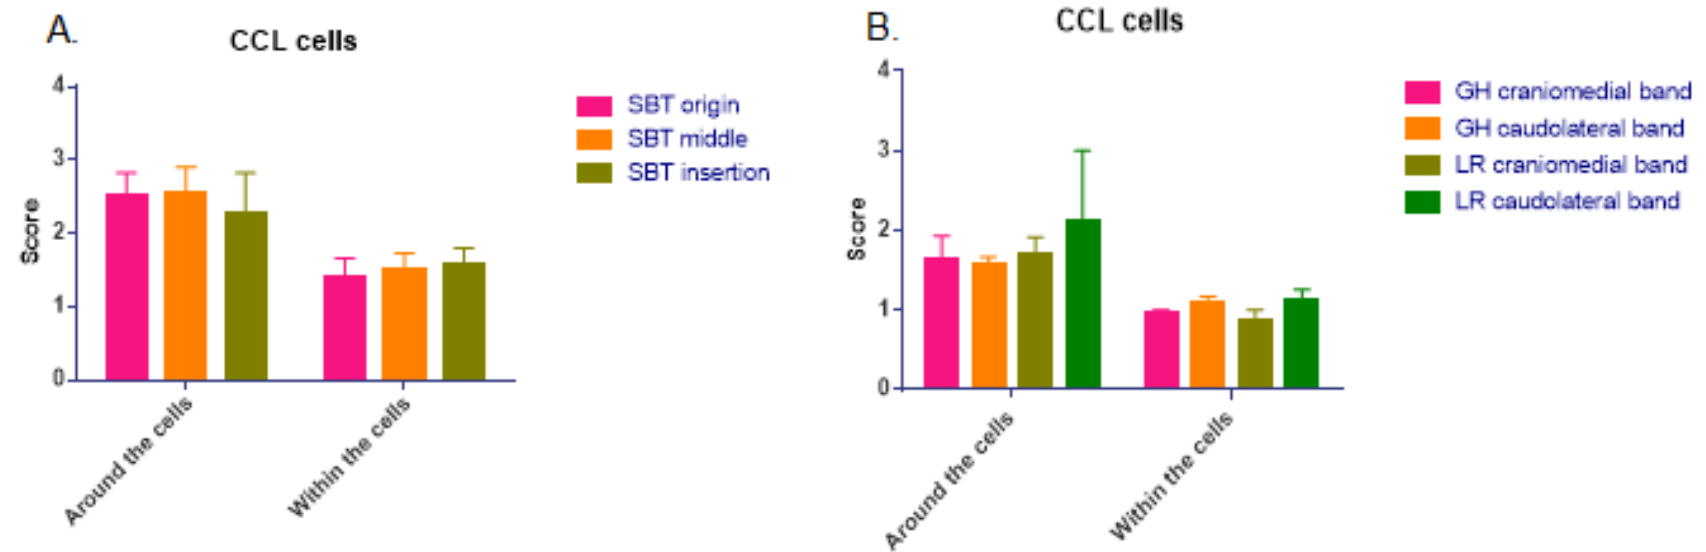 A.
CCL cells
4
3
2
1
0
Score
Around the cells
Within the cells
SBT origin
SBT middle
SBT insertion
B.
CCL cells
4
3
2
1
0
Score
Around the cells
Within the cells
GH craniomedial band
GH caudolateral band
LR craniomedial band
LR caudolateral band